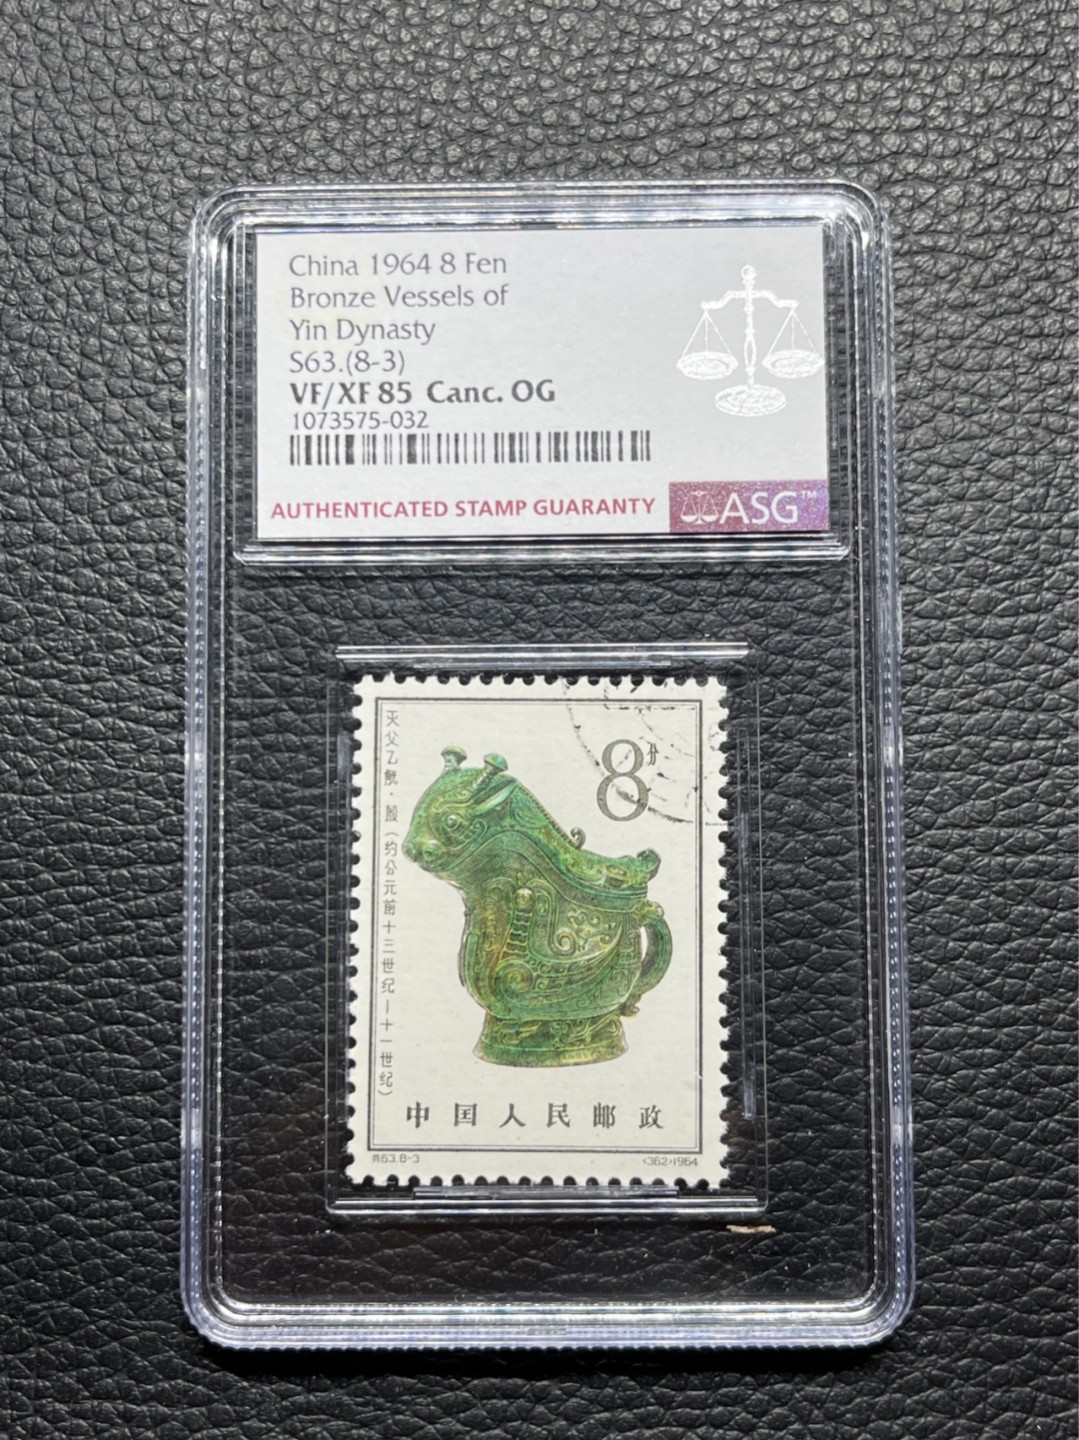 China 1964 8 Fen
Bronze Vessels of
Yin Dynasty
S63.(8-3)
VF/XF 85 Canc. OG
1073575-032
AUTHENTICATED STAMP GUARANTY
ASG™
8分
父乙觥·殷(约公元前十三世纪—十一世纪)
中国人民邮政
特63.8-3
(362)1964